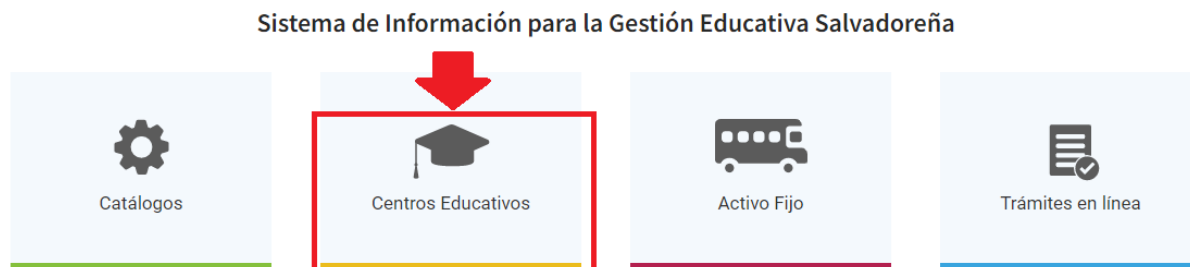 Sistema de Información para la Gestión Educativa Salvadoreña
Catálogos
Centros Educativos
Activo Fijo
Trámites en línea